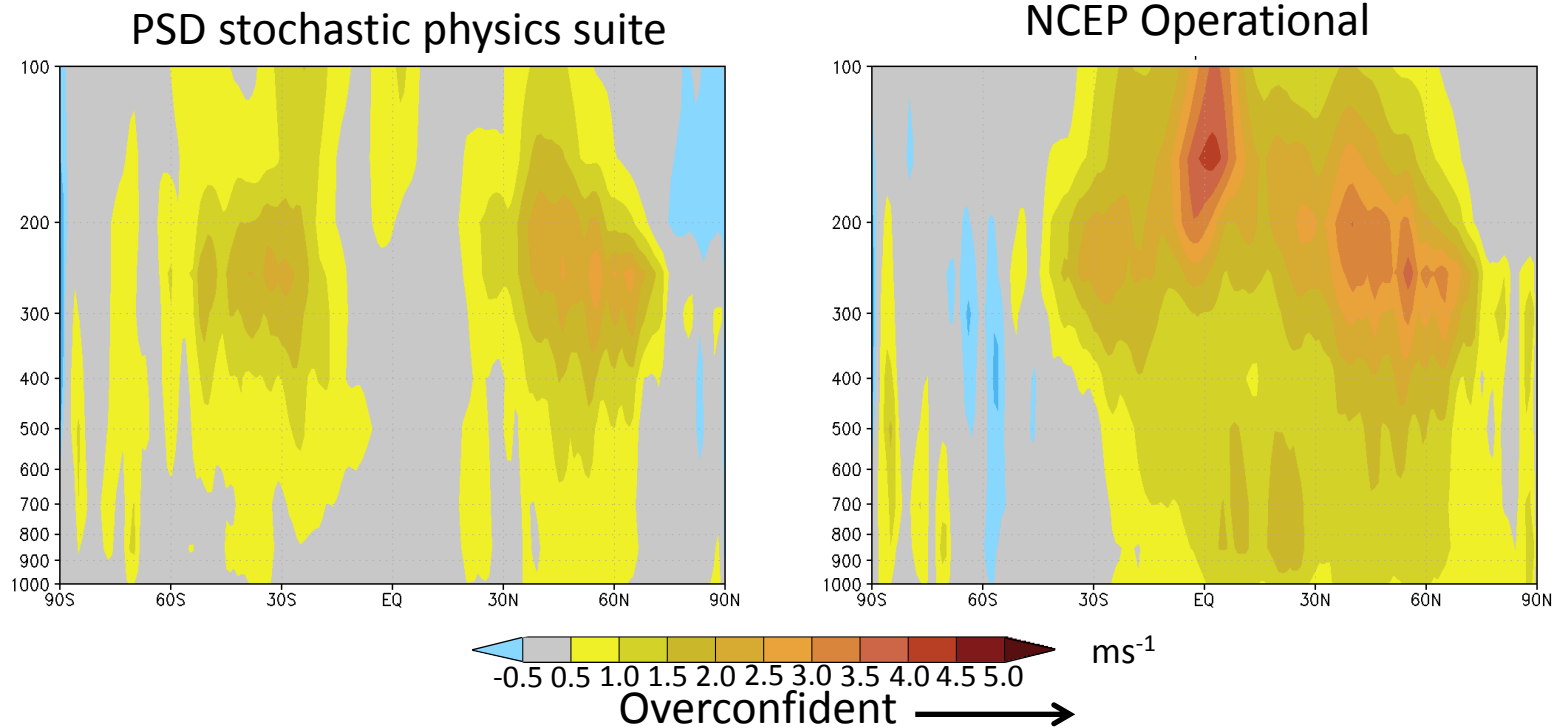 PSD stochastic physics suite
NCEP Operational
100
200
300
400
500
600
700
800
900
1000
90S 60S 30S EQ 30N 60N 90N
100
200
300
400
500
600
700
800
900
1000
90S 60S 30S EQ 30N 60N 90N
-0.5 0.5 1.0 1.5 2.0 2.5 3.0 3.5 4.0 4.5 5.0
ms⁻¹
Overconfident